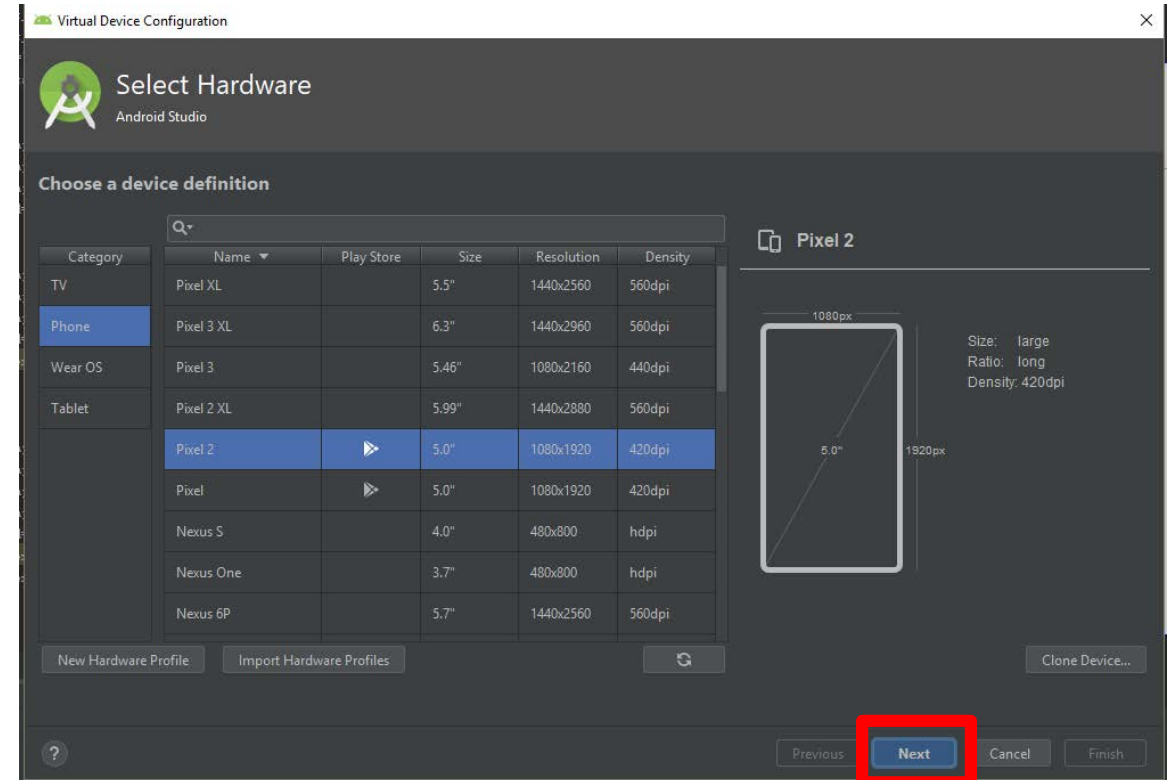 Virtual Device Configuration
Select Hardware
Android Studio
Choose a device definition
Category
TV
Phone
Wear OS
Tablet
Name Play Store Size Resolution Density
Pixel XL 5.5" 1440x2560 560dpi
Pixel 3 XL 6.3" 1440x2960 560dpi
Pixel 3 5.46" 1080x2160 440dpi
Pixel 2 XL 5.99" 1440x2880 560dpi
Pixel 2 5.0" 1080x1920 420dpi
Pixel 5.0" 1080x1920 420dpi
Nexus S 4.0" 480x800 hdpi
Nexus One 3.7" 480x800 hdpi
Nexus 6P 5.7" 1440x2560 560dpi
New Hardware Profile Import Hardware Profiles
Pixel 2
1080px
5.0" 1920px
Size: large
Ratio: long
Density: 420dpi
Clone Device...
? Previous Next Cancel Finish